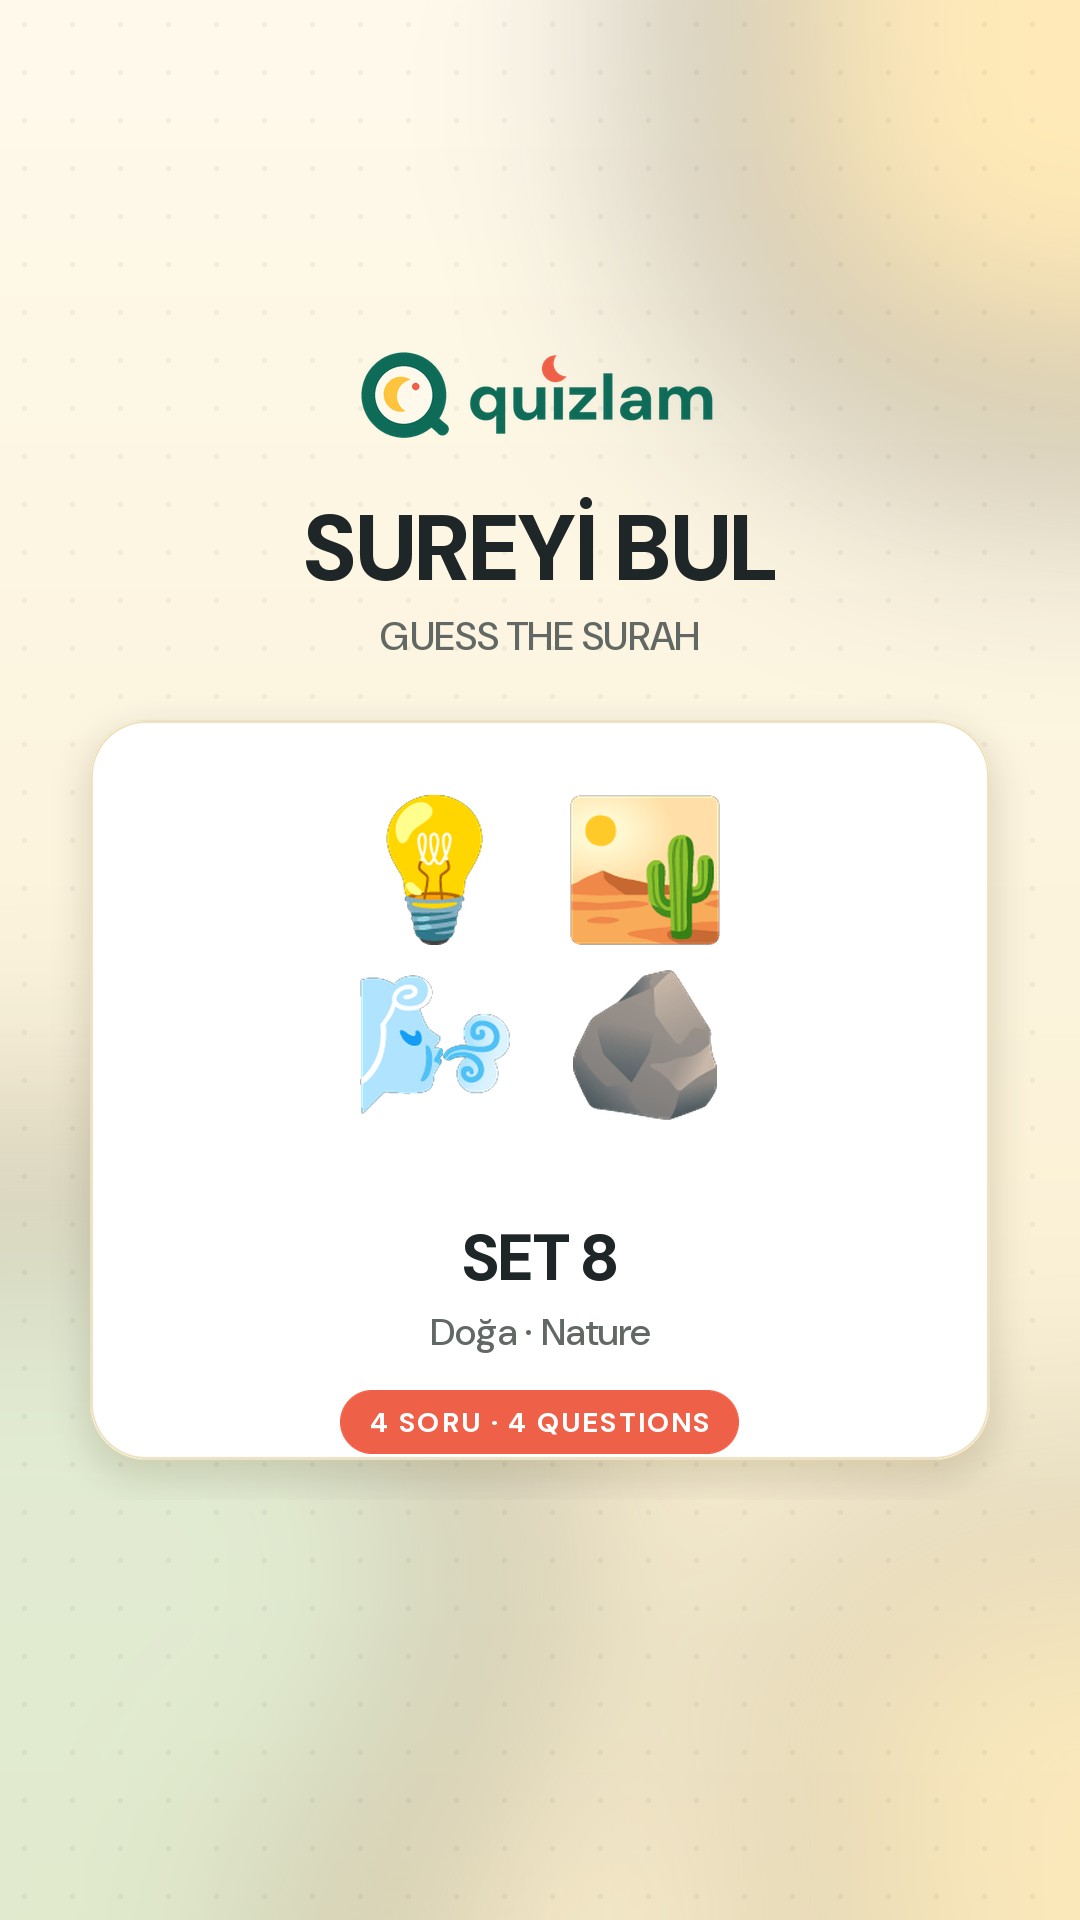 quizlam
SUREYİ BUL
GUESS THE SURAH
SET 8
Doğa · Nature
4 SORU · 4 QUESTIONS